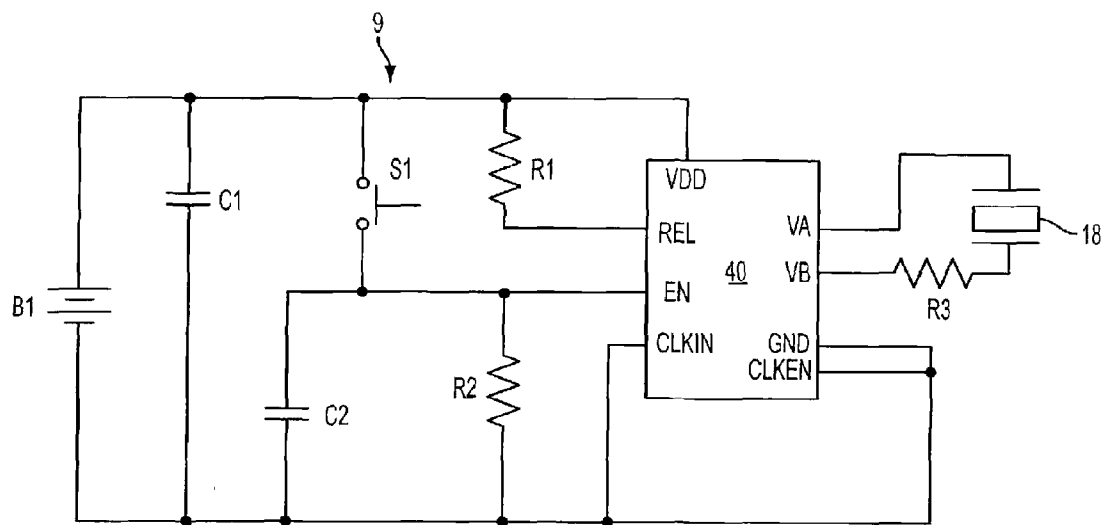 9
S1
R1
VDD
C1
REL
VA
18
40
VB
B1
EN
R3
CLKIN
GND
R2
CLKEN
C2